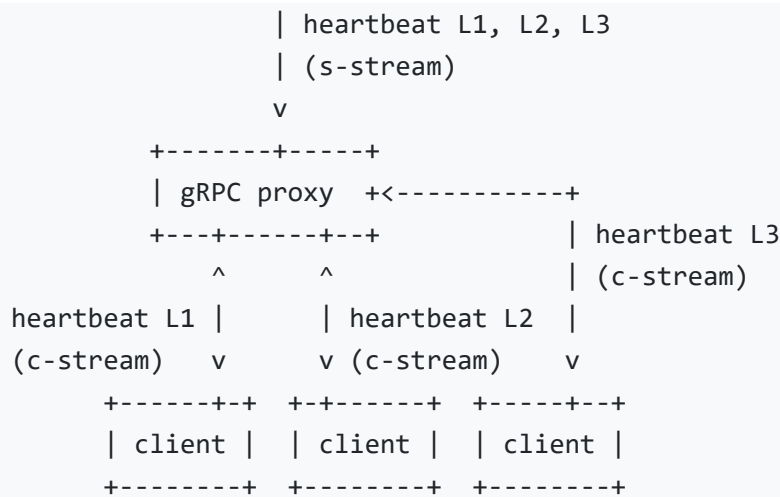 | heartbeat L1, L2, L3
                | (s-stream)
                v
        +-------+-----+
        | gRPC proxy  +<-----------+
        +---+------+--+            | heartbeat L3
            ^      ^               | (c-stream)
heartbeat L1 |      | heartbeat L2  |
(c-stream)   v      v (c-stream)    v
      +------+-+  +-+------+  +-----+--+
      | client |  | client |  | client |
      +--------+  +--------+  +--------+